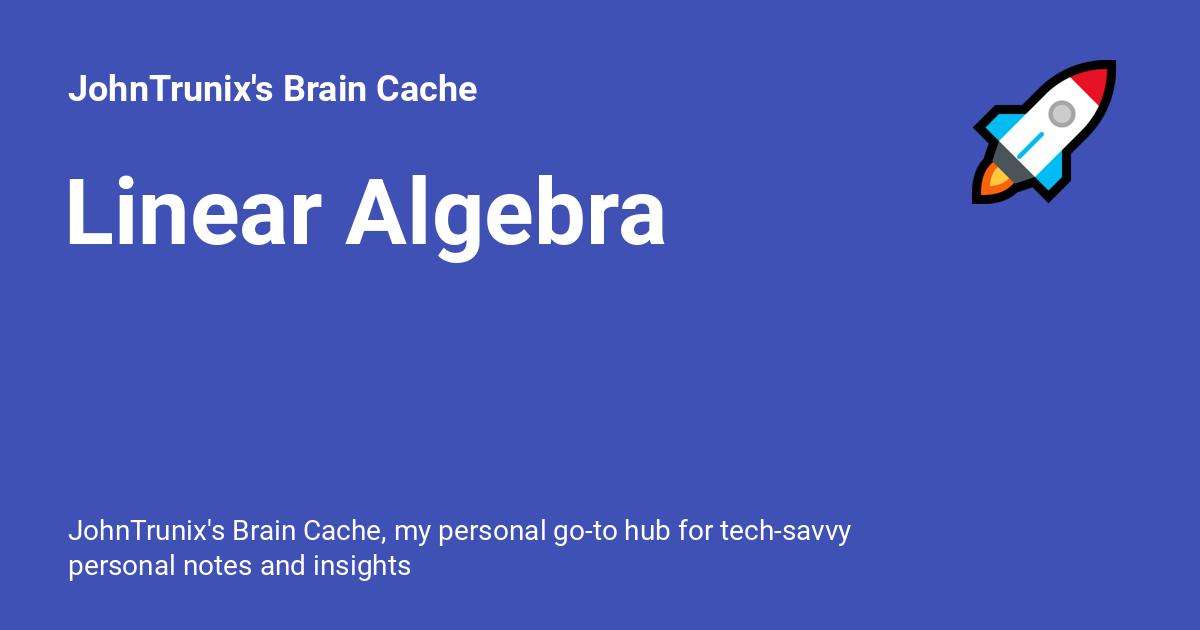 JohnTrunix's Brain Cache
Linear Algebra
JohnTrunix's Brain Cache, my personal go-to hub for tech-savvy
personal notes and insights